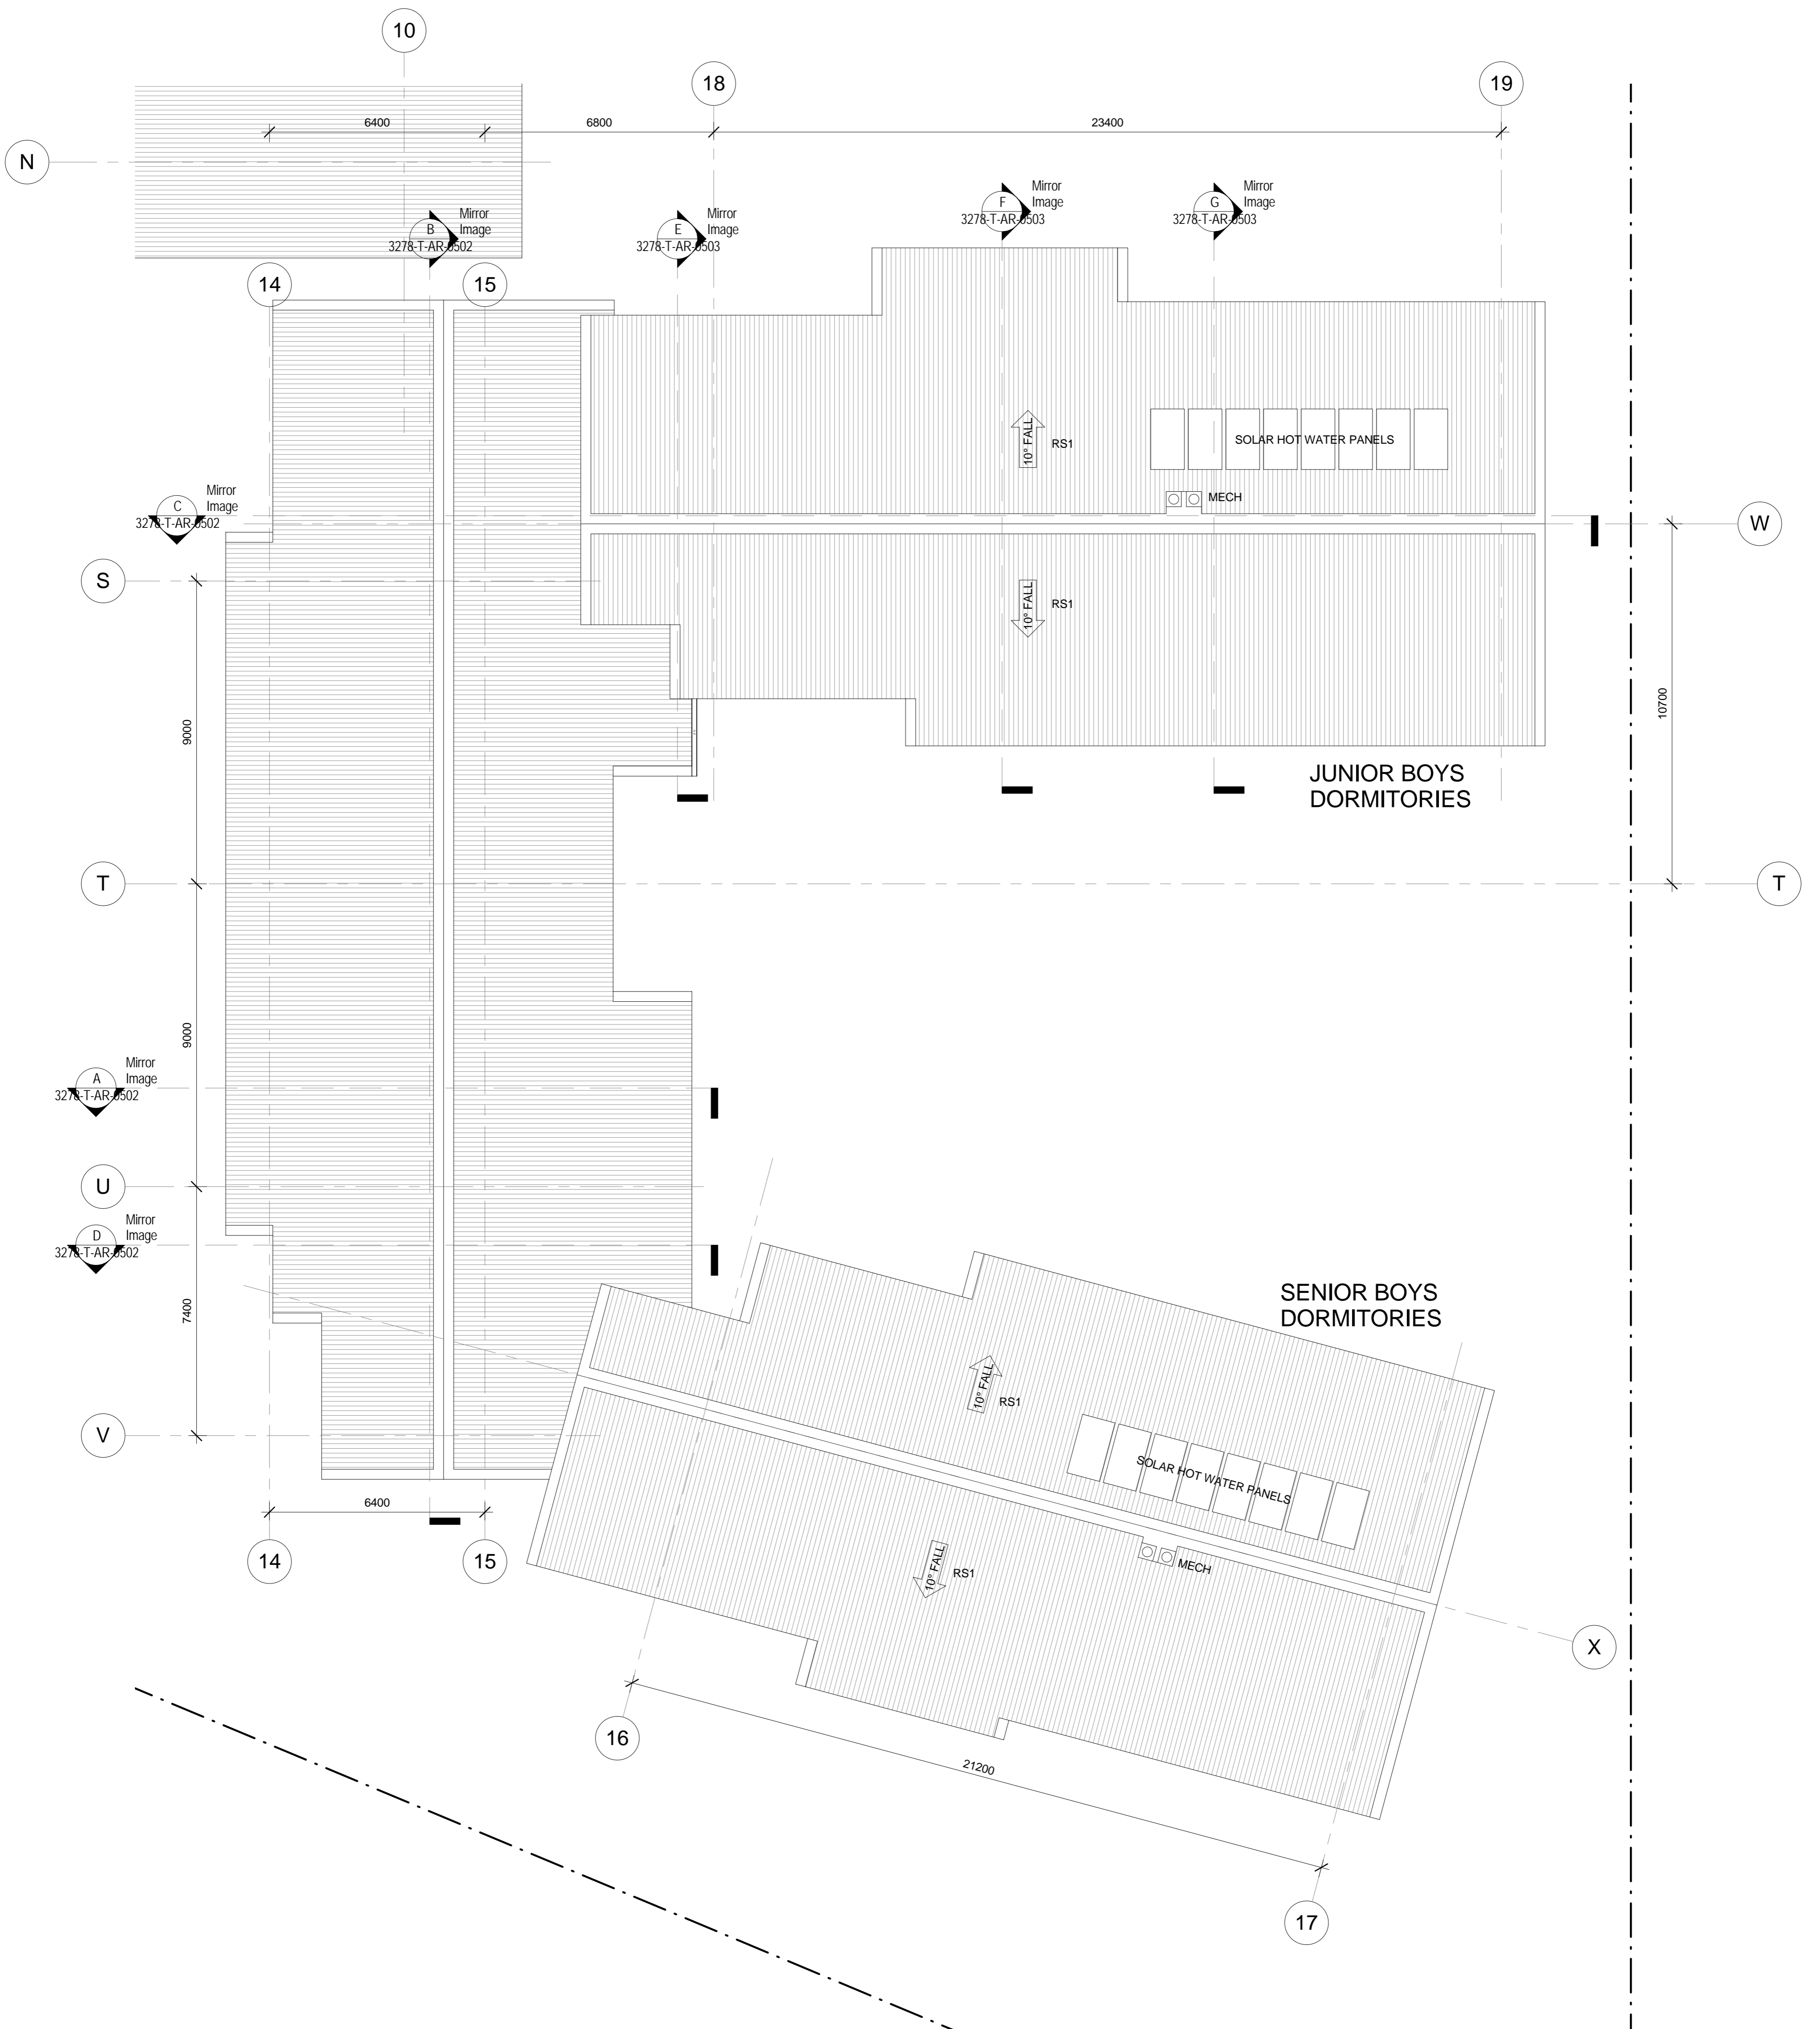 10
18
19
6400
6800
23400
N
Mirror
Image
F
3278-T-AR-0503
Mirror
Image
G
3278-T-AR-0503
Mirror
Image
B
3278-T-AR-0502
Mirror
Image
E
3278-T-AR-0503
14
15
10° FALL
RS1
SOLAR HOT WATER PANELS
MECH
Mirror
Image
C
3278-T-AR-0502
W
S
10° FALL
RS1
9000
10700
JUNIOR BOYS
DORMITORIES
T
T
9000
Mirror
Image
A
3278-T-AR-0502
U
Mirror
Image
D
3278-T-AR-0502
7400
SENIOR BOYS
DORMITORIES
10° FALL
RS1
V
SOLAR HOT WATER PANELS
6400
14
15
10° FALL
RS1
MECH
X
16
21200
17